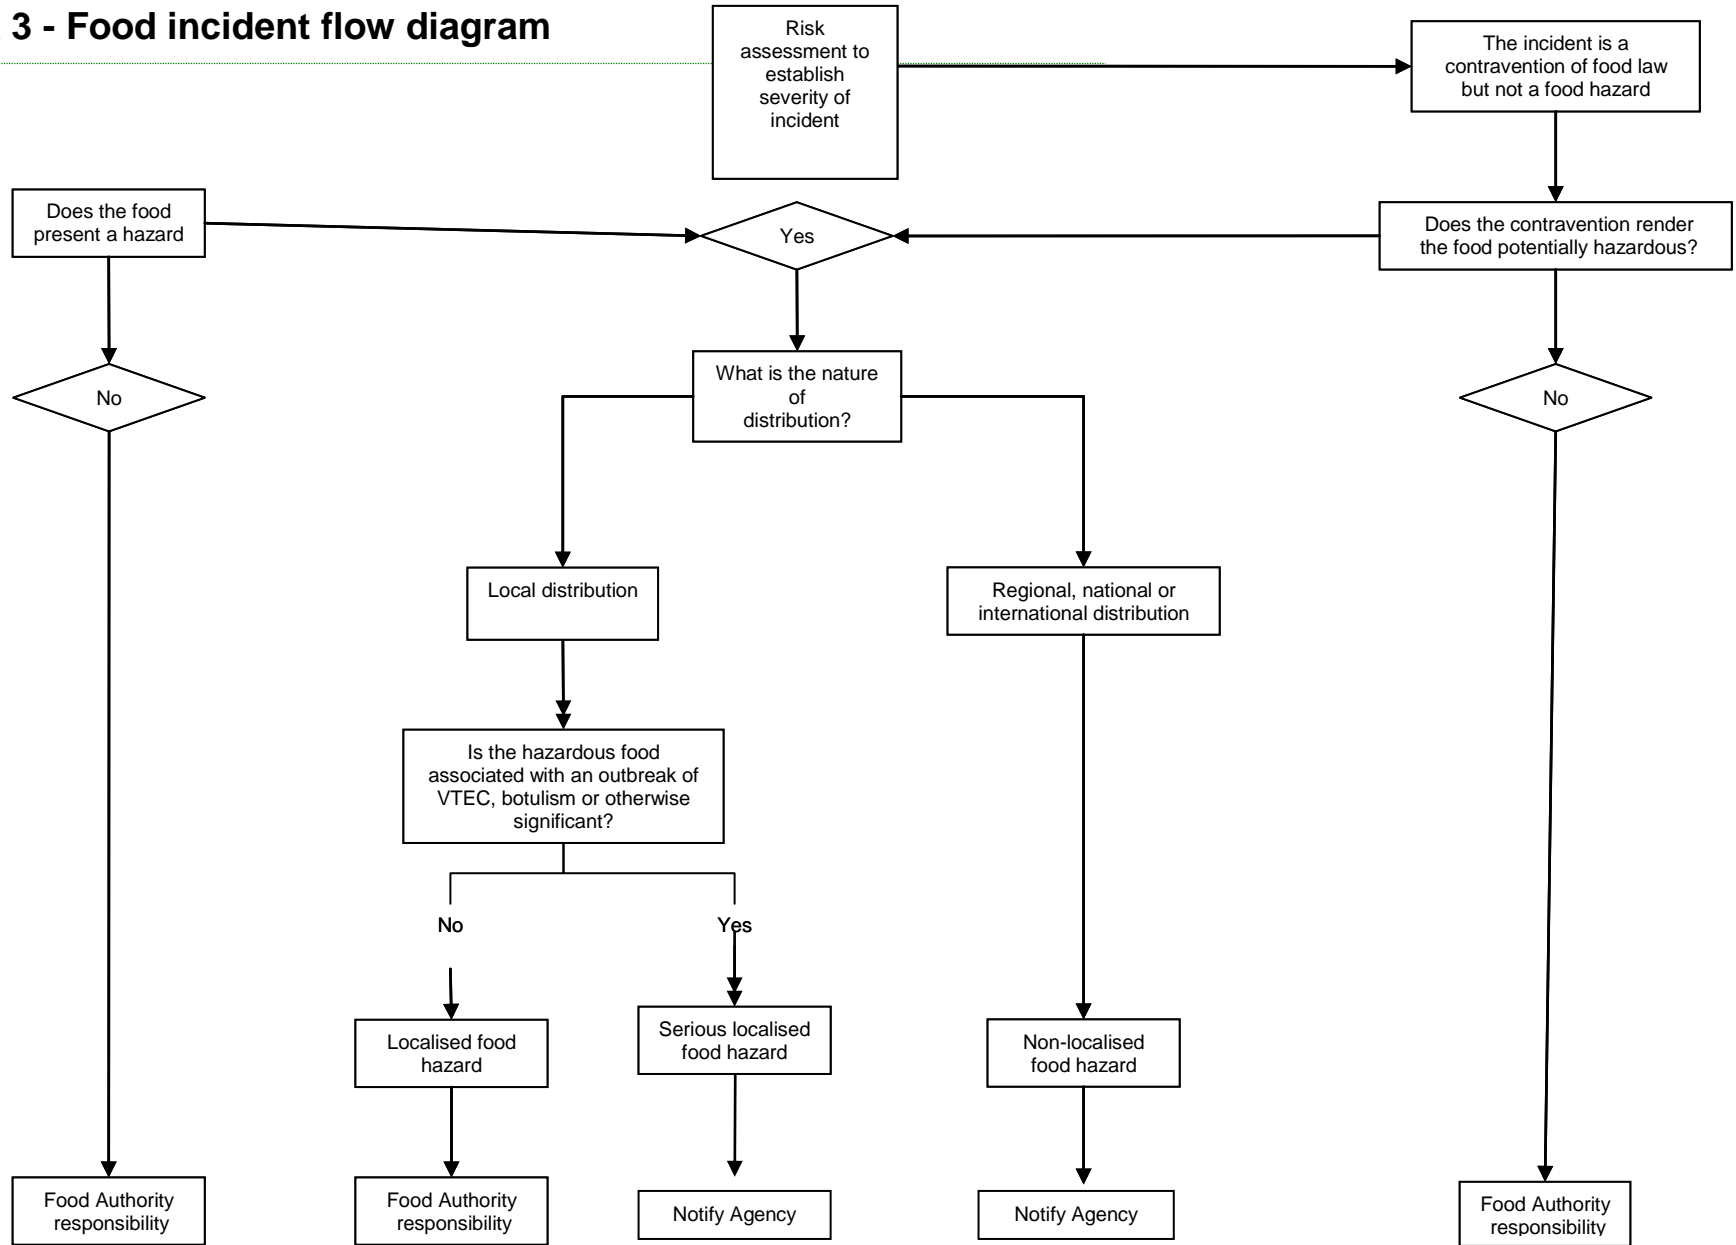 3 - Food incident flow diagram
Risk
assessment to
establish
severity of
incident
The incident is a
contravention of food law
but not a food hazard
Does the food
present a hazard
Yes
Does the contravention render
the food potentially hazardous?
No
What is the nature
of
distribution?
No
Local distribution
Regional, national or
international distribution
Is the hazardous food
associated with an outbreak of
VTEC, botulism or otherwise
significant?
No
Yes
Localised food
hazard
Serious localised
food hazard
Non-localised
food hazard
Food Authority
responsibility
Food Authority
responsibility
Notify Agency
Notify Agency
Food Authority
responsibility